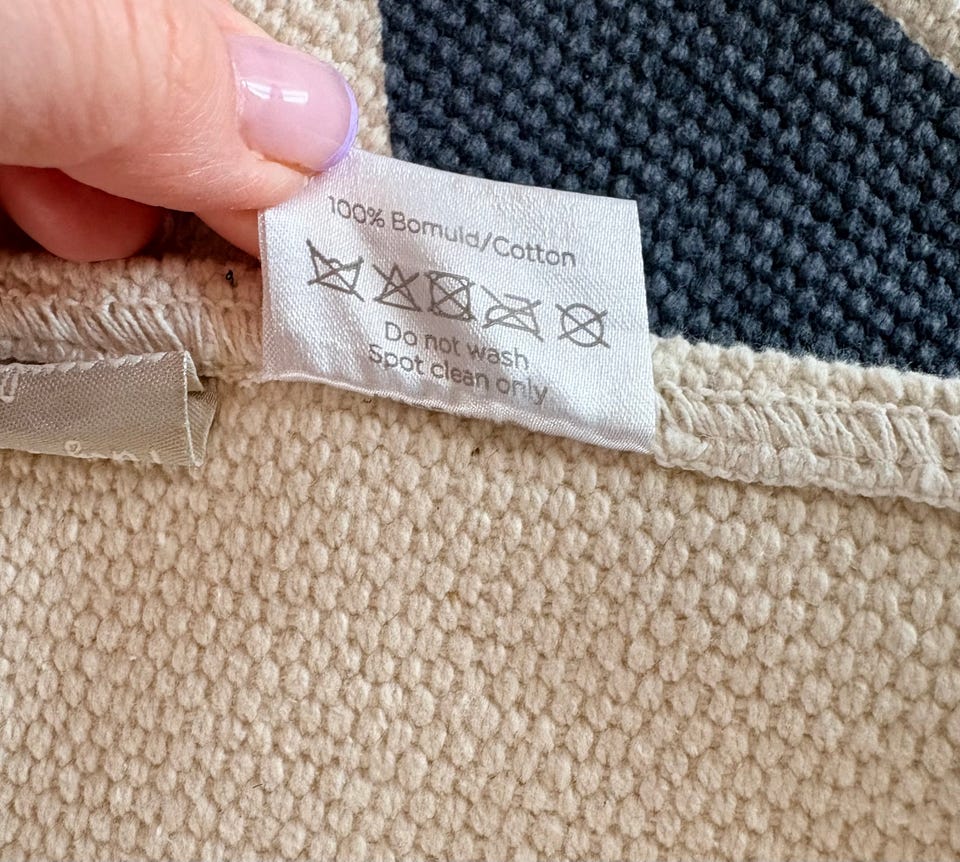 100% Bomuld/Cotton
Do not wash
Spot clean only